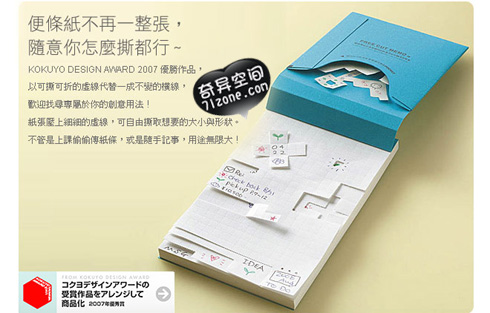 便條紙不再一整張，
隨意你怎麼撕都行～
KOKUYO DESIGN AWARD 2007 優勝作品，
以可撕可折的虛線代替一成不變的橫線，
歡迎找尋專屬於你的創意用法！
紙張壓上細細的虛線，可自由撕取想要的大小與形狀。
不管是上課偷偷傳紙條，或是隨手記事，用途無限大！
奇异空间
71zone.com
FREE CUT MEMO
check book
pick up
IDEA
TO DO
FROM KOKUYO DESIGN AWARD
コクヨデザインアワードの
受賞作品をアレンジして
商品化 2007年優秀賞